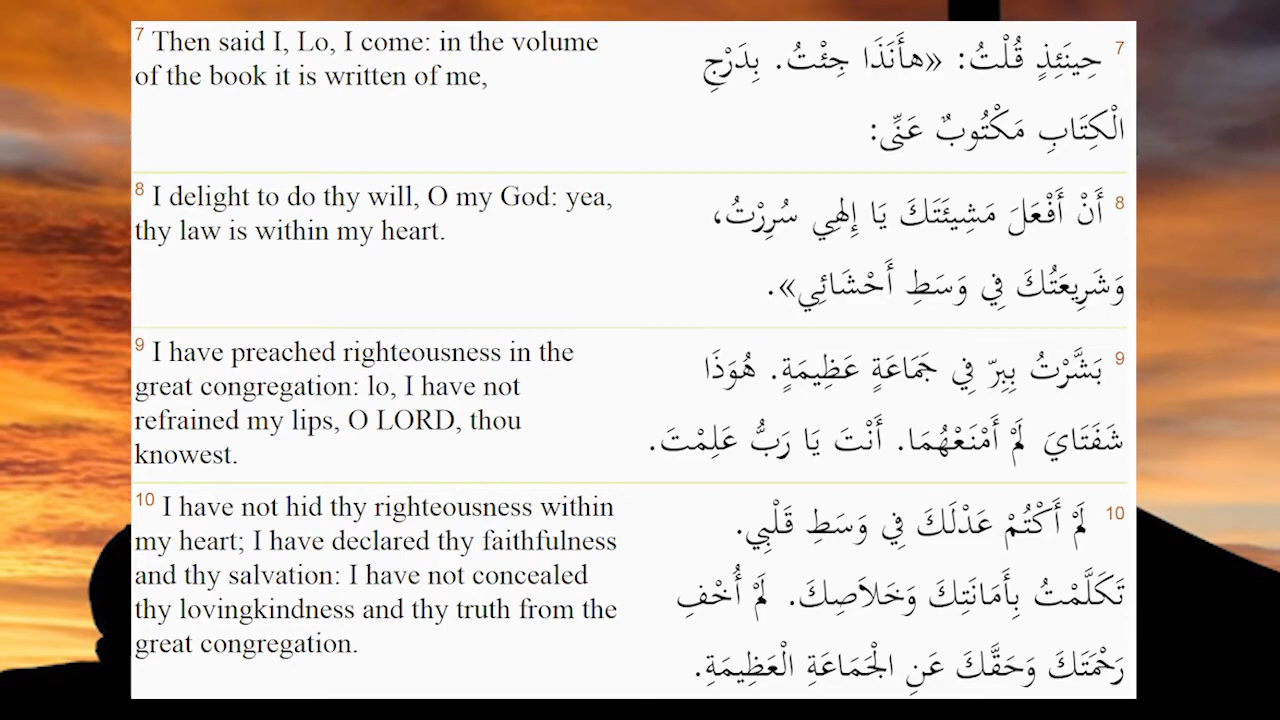 7 Then said I, Lo, I come: in the volume
of the book it is written of me,
7 حِينَئِذٍ قُلْتُ: «هأَنَذَا جِئْتُ. بِدَرْجِ
الْكِتَابِ مَكْتُوبٌ عَنِّي:
8 I delight to do thy will, O my God: yea,
thy law is within my heart.
8 أَنْ أَفْعَلَ مَشِيئَتَكَ يَا إِلهِي سُرِرْتُ،
وَشَرِيعَتُكَ فِي وَسَطِ أَحْشَائِي».
9 I have preached righteousness in the
great congregation: lo, I have not
refrained my lips, O LORD, thou
knowest.
9 بَشَّرْتُ بِبِرّ فِي جَمَاعَةٍ عَظِيمَةٍ. هُوَذَا
شَفَتَايَ لَمْ أَمْنَعْهُمَا. أَنْتَ يَا رَبُّ عَلِمْتَ.
10 I have not hid thy righteousness within
my heart; I have declared thy faithfulness
and thy salvation: I have not concealed
thy lovingkindness and thy truth from the
great congregation.
10 لَمْ أَكْتُمْ عَدْلَكَ فِي وَسَطِ قَلْبِي.
تَكَلَّمْتُ بِأَمَانَتِكَ وَخَلاَصِكَ. لَمْ أُخْفِ
رَحْمَتَكَ وَحَقَّكَ عَنِ الْجَمَاعَةِ الْعَظِيمَةِ.